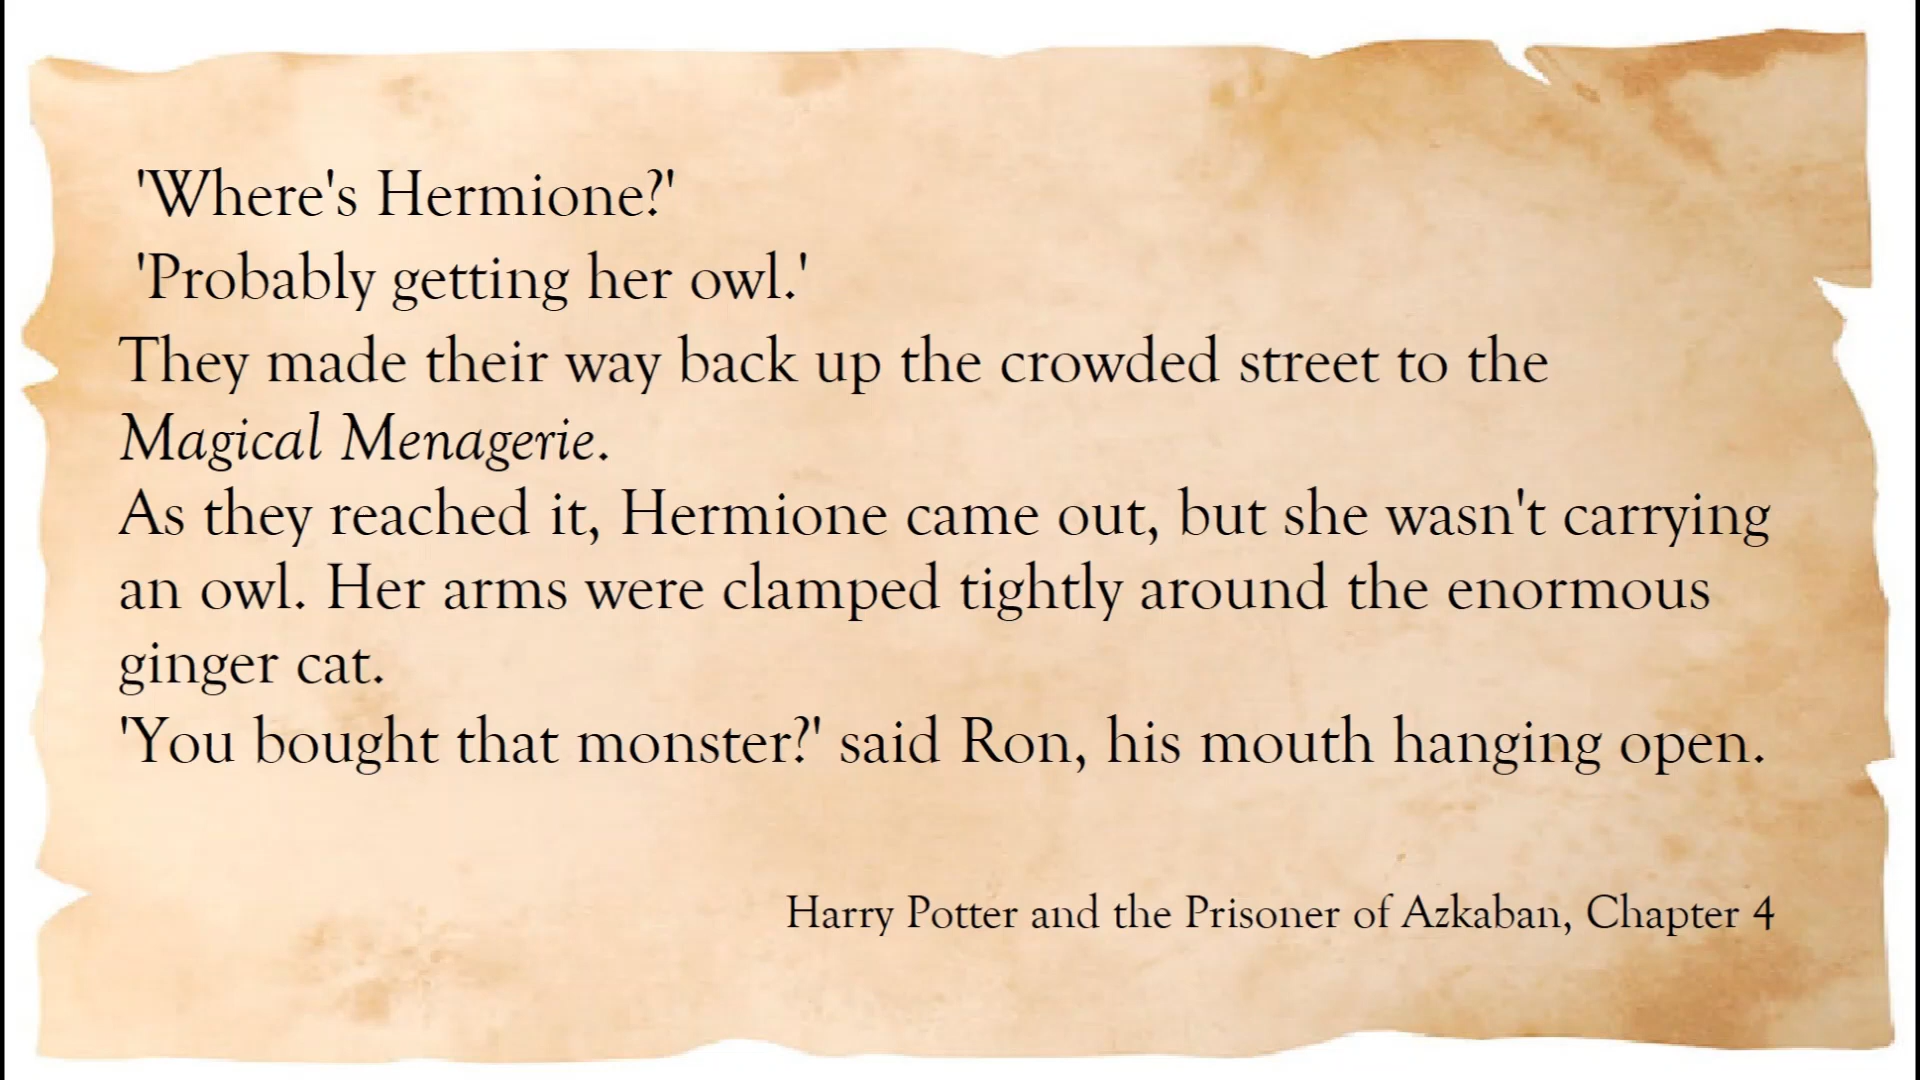 'Where's Hermione?'
'Probably getting her owl.'
They made their way back up the crowded street to the
Magical Menagerie.
As they reached it, Hermione came out, but she wasn't carrying
an owl. Her arms were clamped tightly around the enormous
ginger cat.
'You bought that monster?' said Ron, his mouth hanging open.
Harry Potter and the Prisoner of Azkaban, Chapter 4